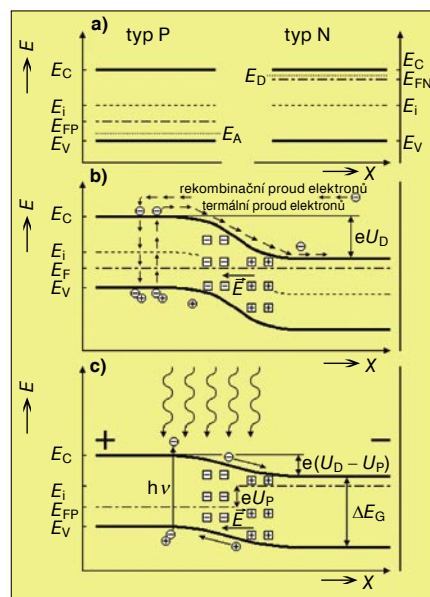 a) typ P typ N
E
E_C E_C
E_D
E_FN
E_i E_i
E_FP
E_A
E_V E_V
X
b)
rekombinační proud elektronů
termální proud elektronů
E
E_C
eU_D
E_i
E_F
E
E_V
X
c)
E
+ −
E_C
e(U_D − U_P)
E_i
hν
eU_P
ΔE_G
E_FP
E
E_V
X